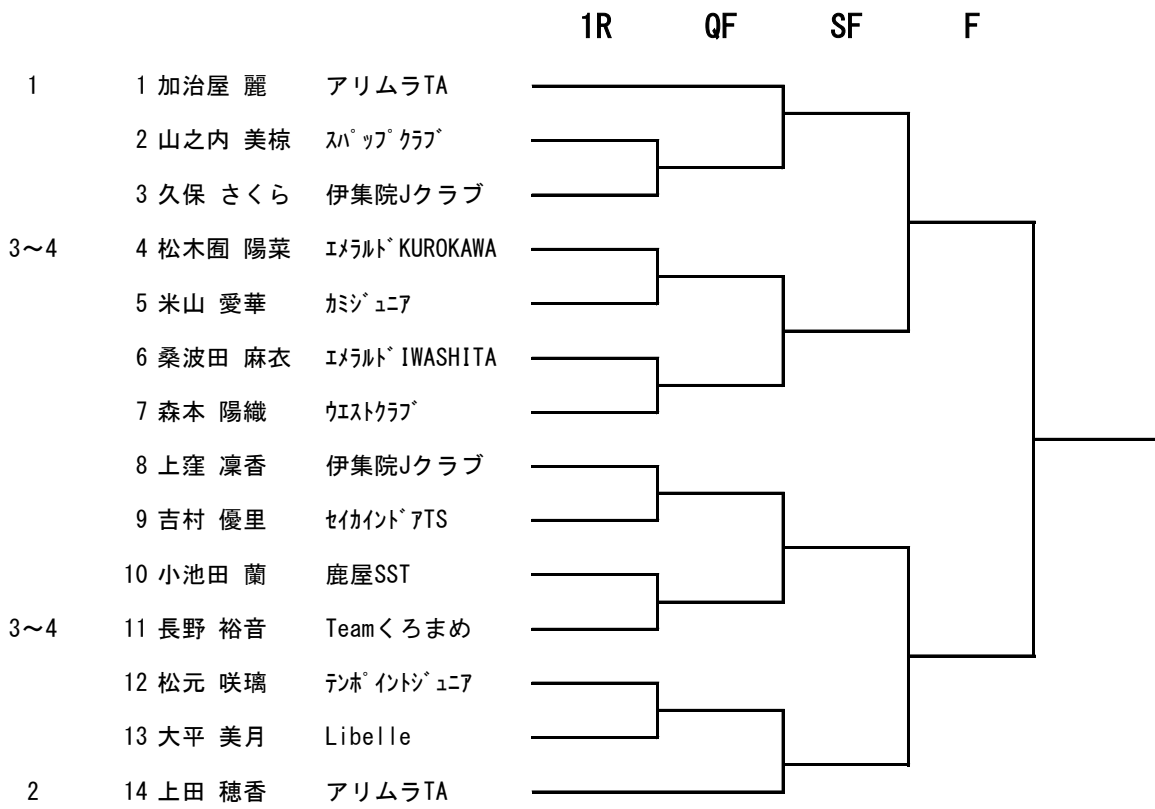 1R QF SF F
1 1 加治屋 麗 アリムラTA
2 山之内 美椋 ｽﾊﾟｯﾌﾟｸﾗﾌﾞ
3 久保 さくら 伊集院Jクラブ
3～4 4 松木囿 陽菜 ｴﾒﾗﾙﾄﾞKUROKAWA
5 米山 愛華 ｶﾐｼﾞｭﾆｱ
6 桑波田 麻衣 ｴﾒﾗﾙﾄﾞIWASHITA
7 森本 陽織 ｳｴｽﾄｸﾗﾌﾞ
8 上窪 凜香 伊集院Jクラブ
9 吉村 優里 ｾｲｶｲﾝﾄﾞｱTS
10 小池田 蘭 鹿屋SST
3～4 11 長野 裕音 Teamくろまめ
12 松元 咲璃 ﾃﾝﾎﾟｲﾝﾄｼﾞｭﾆｱ
13 大平 美月 Libelle
2 14 上田 穂香 アリムラTA